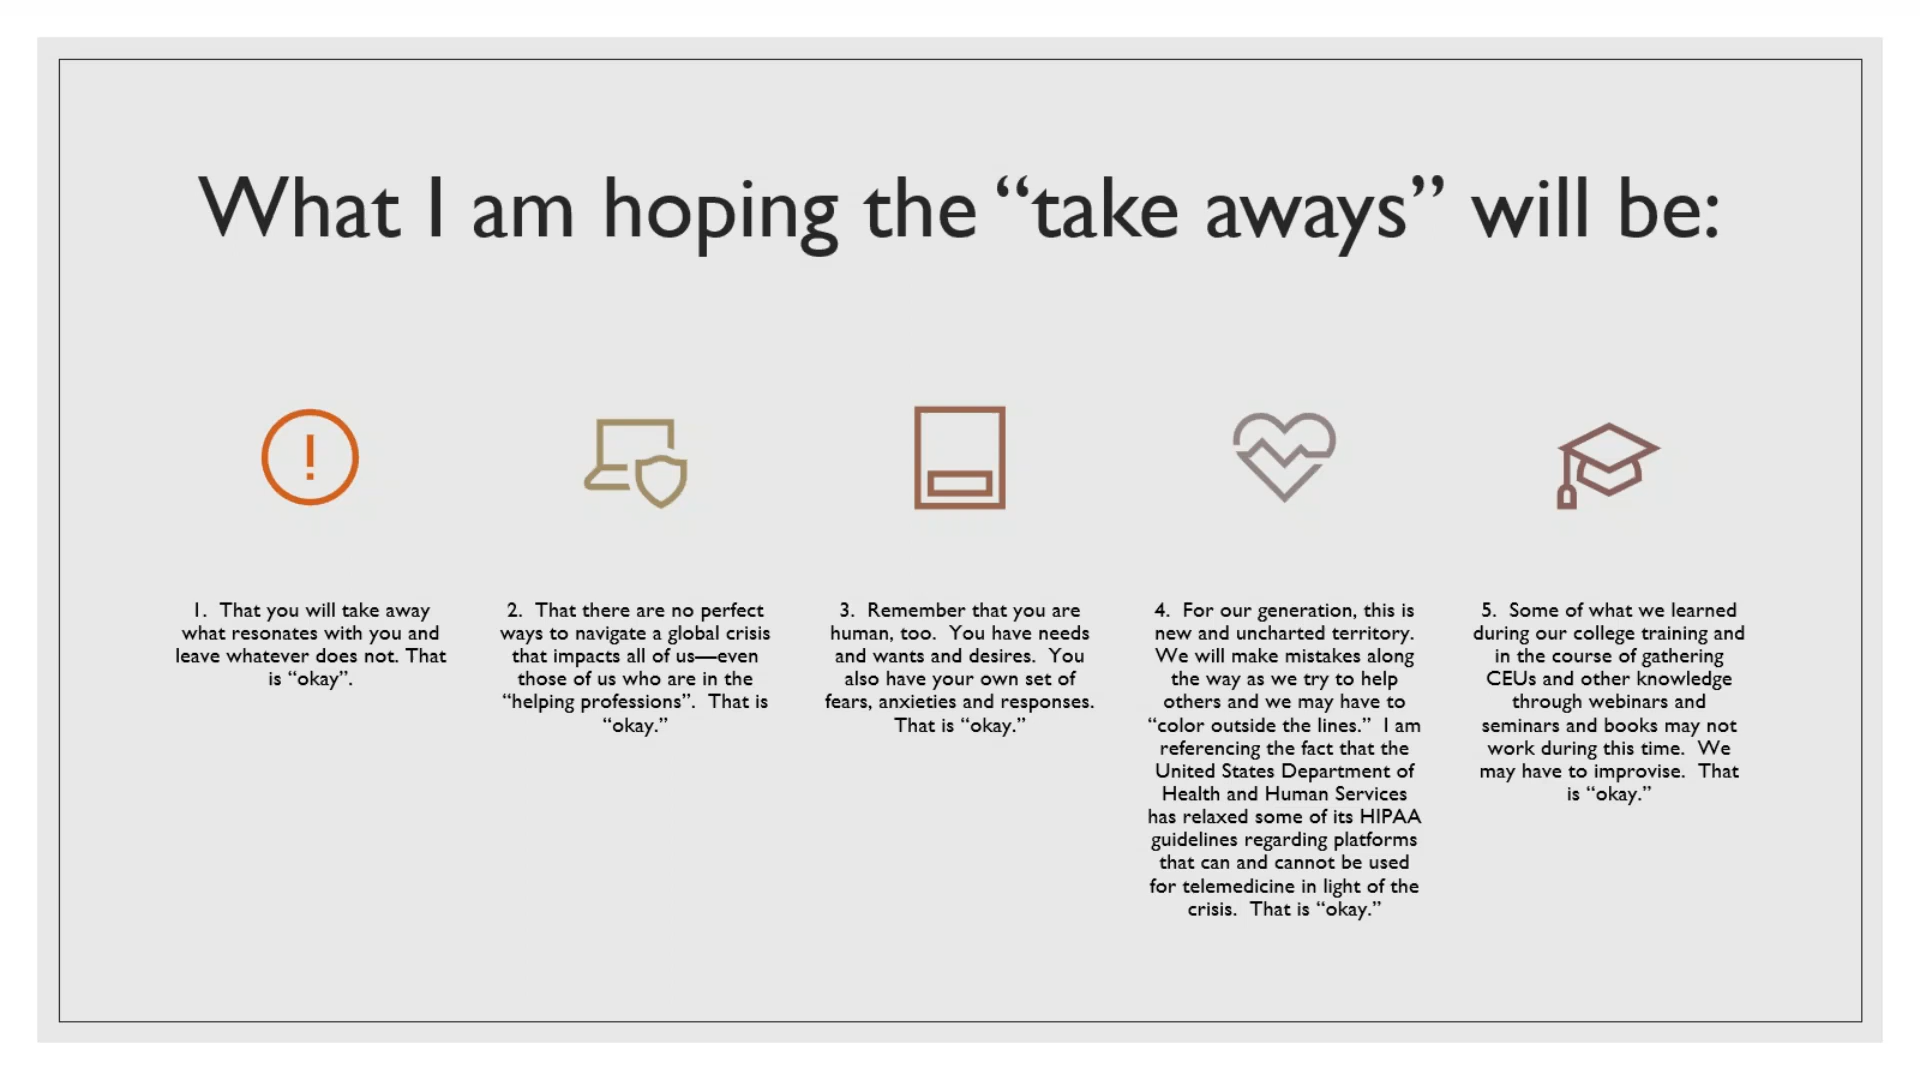 What I am hoping the “take aways” will be:
1.  That you will take away
what resonates with you and
leave whatever does not. That
is “okay”.
2.  That there are no perfect
ways to navigate a global crisis
that impacts all of us—even
those of us who are in the
“helping professions”.  That is
“okay.”
3.  Remember that you are
human, too.  You have needs
and wants and desires.  You
also have your own set of
fears, anxieties and responses.
That is “okay.”
4.  For our generation, this is
new and uncharted territory.
We will make mistakes along
the way as we try to help
others and we may have to
“color outside the lines.”  I am
referencing the fact that the
United States Department of
Health and Human Services
has relaxed some of its HIPAA
guidelines regarding platforms
that can and cannot be used
for telemedicine in light of the
crisis.  That is “okay.”
5.  Some of what we learned
during our college training and
in the course of gathering
CEUs and other knowledge
through webinars and
seminars and books may not
work during this time.  We
may have to improvise.  That
is “okay.”